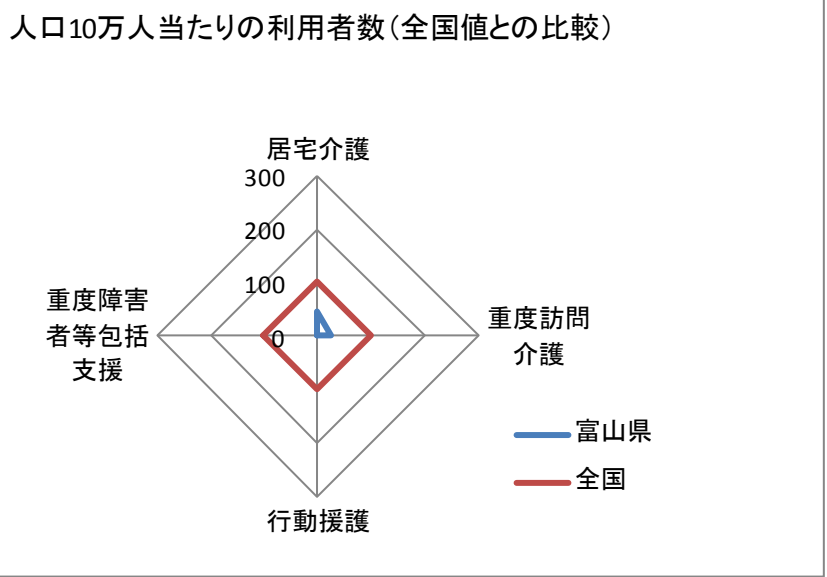 人口10万人当たりの利用者数(全国値との比較)
居宅介護
300
200
100
0
重度障害
者等包括
支援
重度訪問
介護
行動援護
富山県
全国